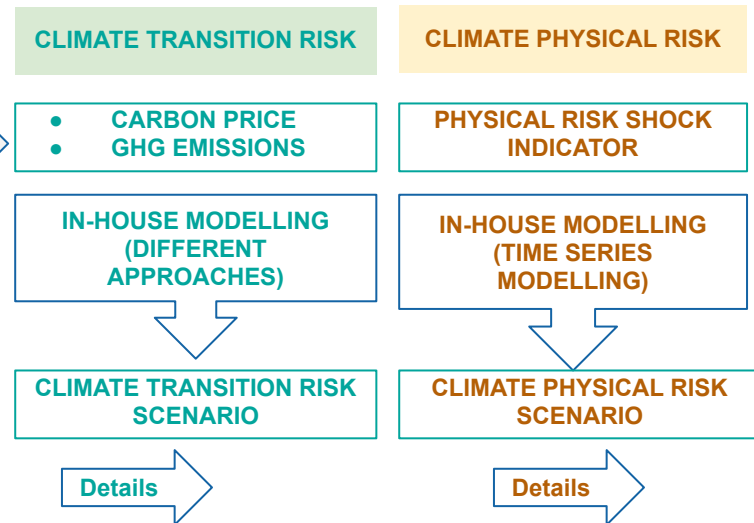 CLIMATE TRANSITION RISK
● CARBON PRICE
● GHG EMISSIONS
IN-HOUSE MODELLING
(DIFFERENT
APPROACHES)
CLIMATE TRANSITION RISK
SCENARIO
Details
CLIMATE PHYSICAL RISK
PHYSICAL RISK SHOCK
INDICATOR
IN-HOUSE MODELLING
(TIME SERIES
MODELLING)
CLIMATE PHYSICAL RISK
SCENARIO
Details